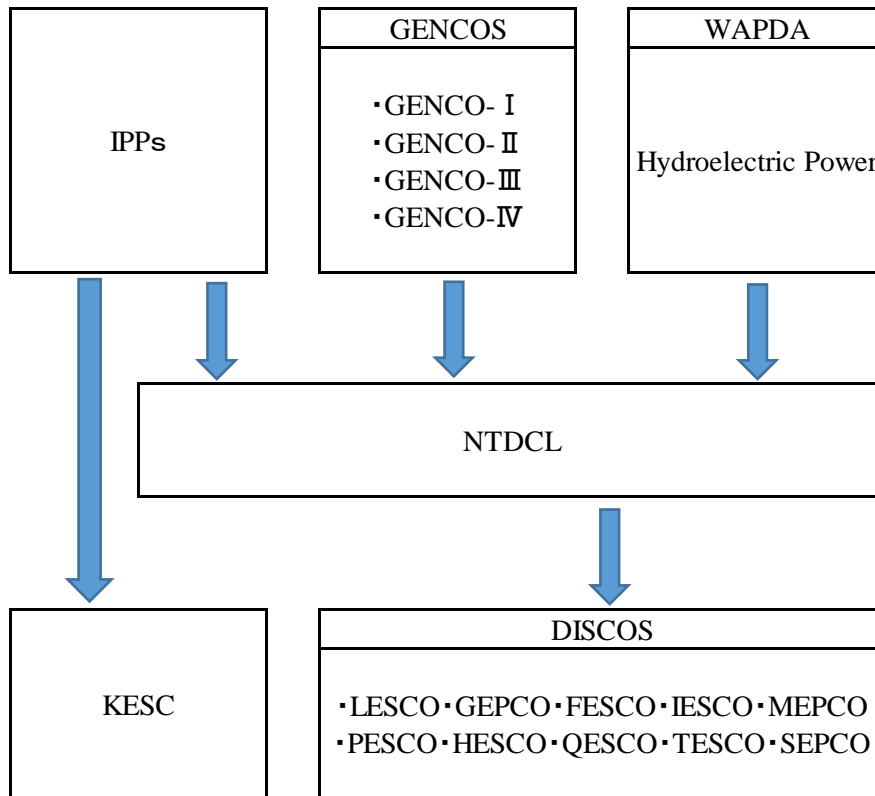 GENCOS
WAPDA
IPPs
・GENCO-Ⅰ
・GENCO-Ⅱ
・GENCO-Ⅲ
・GENCO-Ⅳ
Hydroelectric Power
NTDCL
KESC
DISCOS
・LESCO・GEPCO・FESCO・IESCO・MEPCO
・PESCO・HESCO・QESCO・TESCO・SEPCO